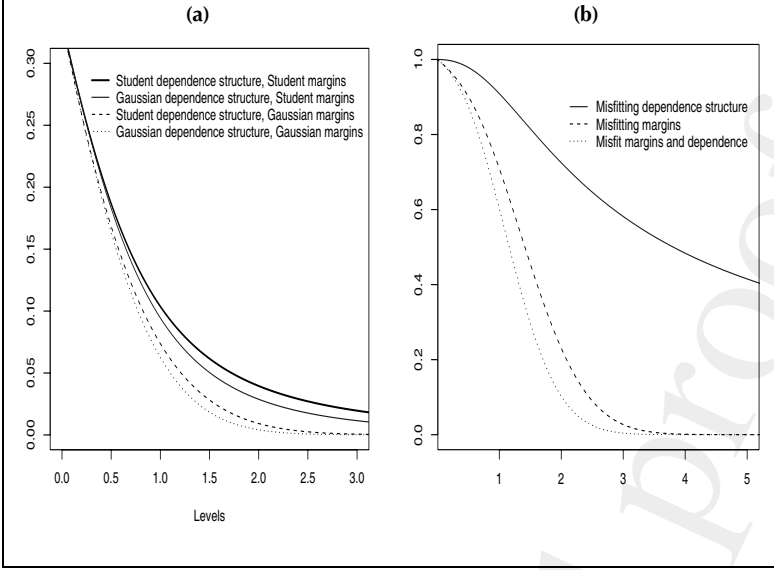 (a)
(b)
0.30
0.25
0.20
0.15
0.10
0.05
0.00
Student dependence structure, Student margins
Gaussian dependence structure, Student margins
Student dependence structure, Gaussian margins
Gaussian dependence structure, Gaussian margins
0.0 0.5 1.0 1.5 2.0 2.5 3.0
Levels
1.0
0.8
0.6
0.4
0.2
0.0
Misfitting dependence structure
Misfitting margins
Misfit margins and dependence
1 2 3 4 5
proof